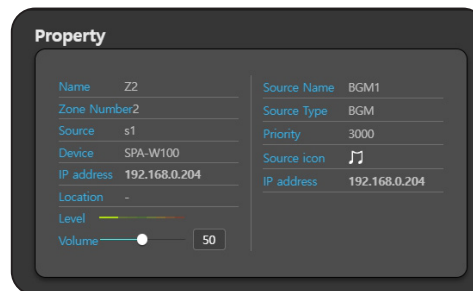 Property
Name Z2
Zone Number2
Source s1
Device SPA-W100
IP address 192.168.0.204
Location -
Level
Volume 50
Source Name BGM1
Source Type BGM
Priority 3000
Source icon
IP address 192.168.0.204